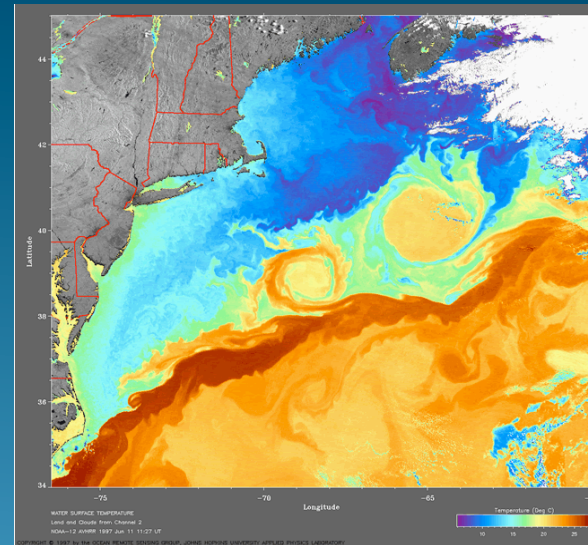 44
42
40
38
36
34
Latitude
-75
-70
-65
Longitude
WATER SURFACE TEMPERATURE
Land and Clouds from Channel 2
NOAA-12 AVHRR 1997 Jun 11 11:27 UT
Temperature (Deg C)
10
15
20
25
COPYRIGHT © 1997 by the OCEAN REMOTE SENSING GROUP, JOHNS HOPKINS UNIVERSITY APPLIED PHYSICS LABORATORY